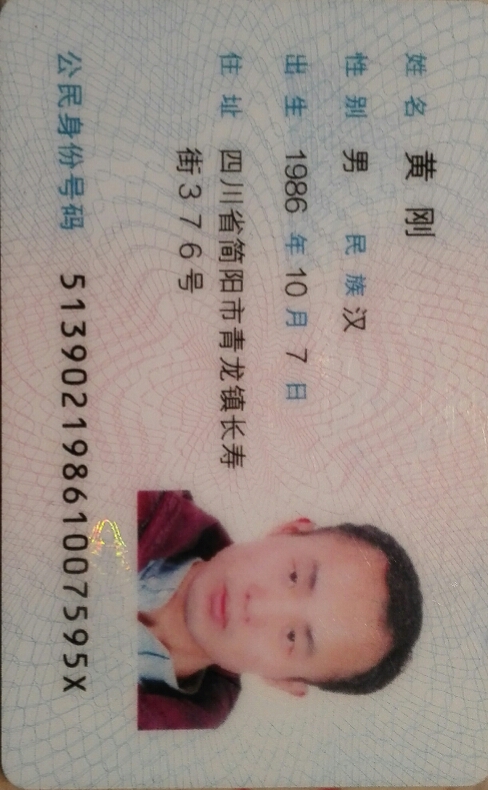 姓名 黄刚
性别 男 民族 汉
出生 1986 年 10 月 7 日
住址 四川省简阳市青龙镇长寿
街376号
公民身份号码 51390219861007595X